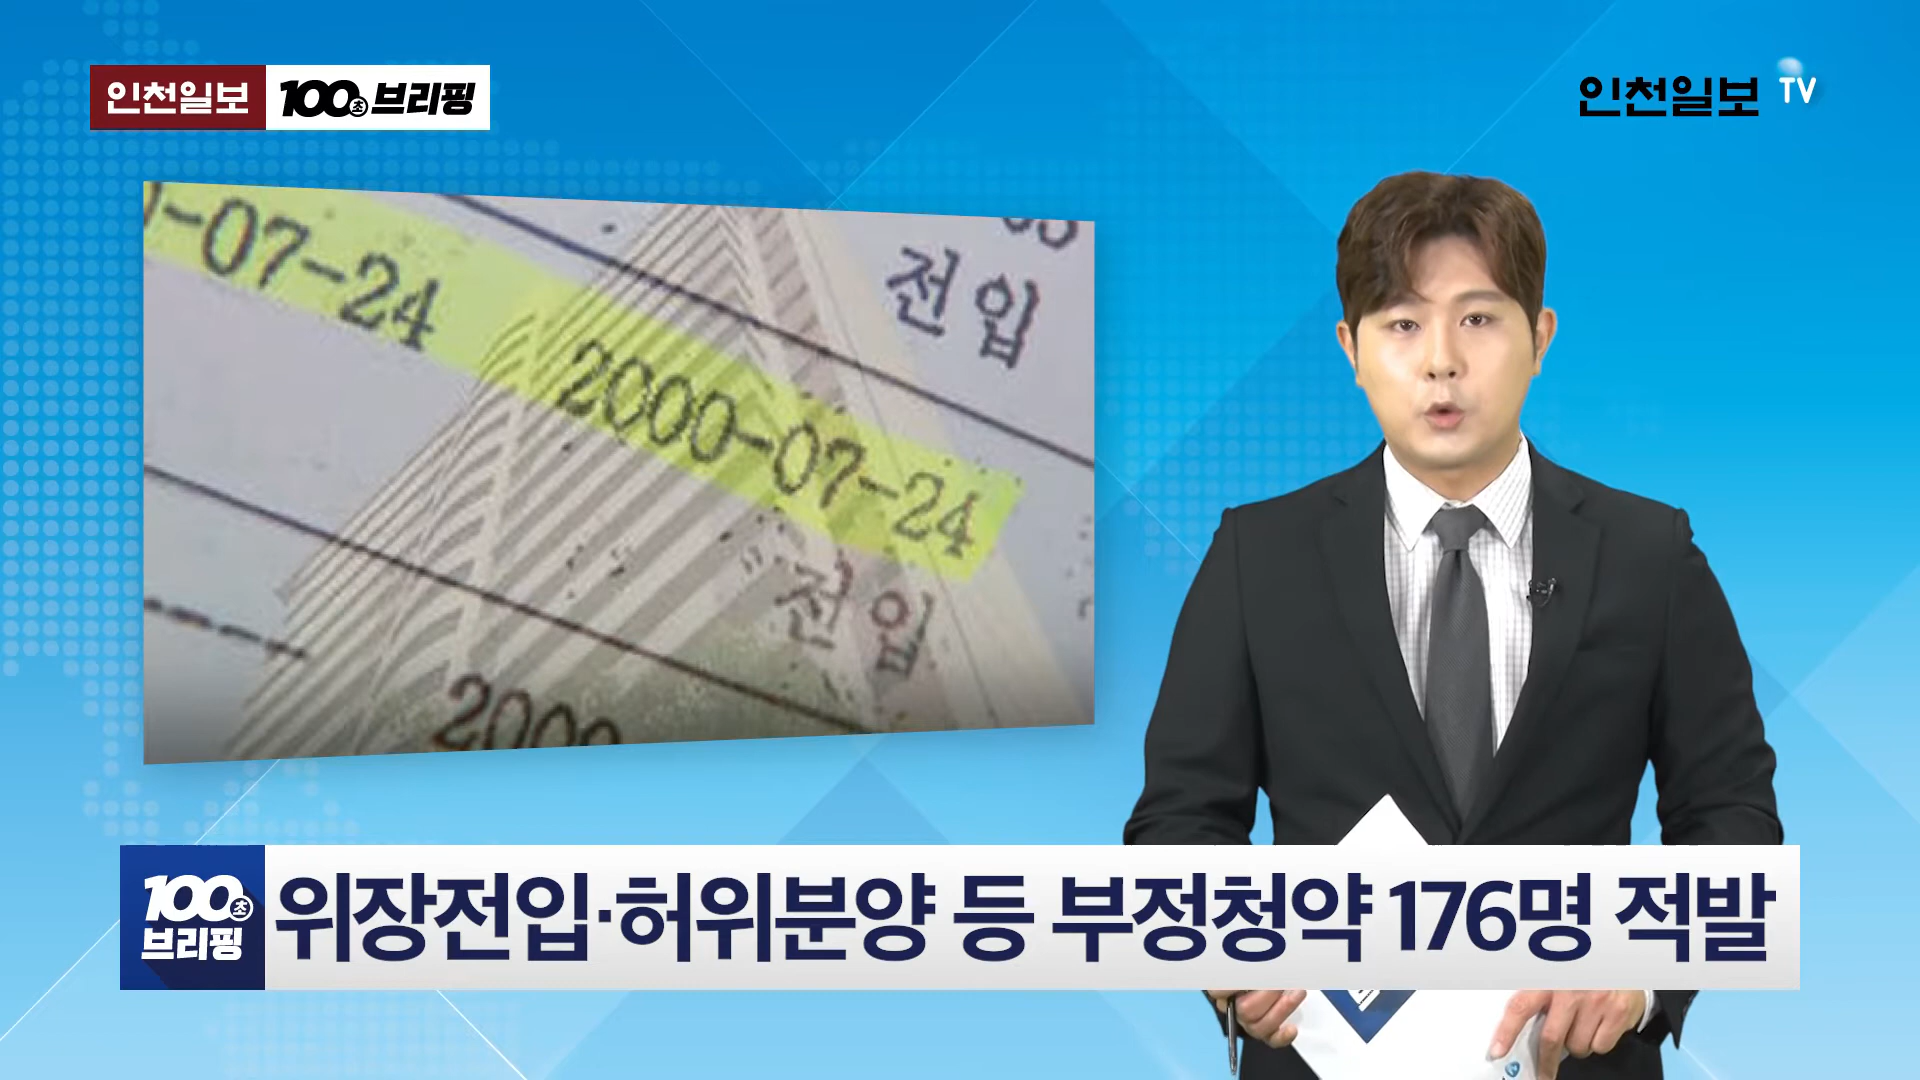 인천일보 100초 브리핑
인천일보 TV
-07-24
전입
2000-07-24
전입
100초
브리핑
위장전입·허위분양 등 부정청약 176명 적발